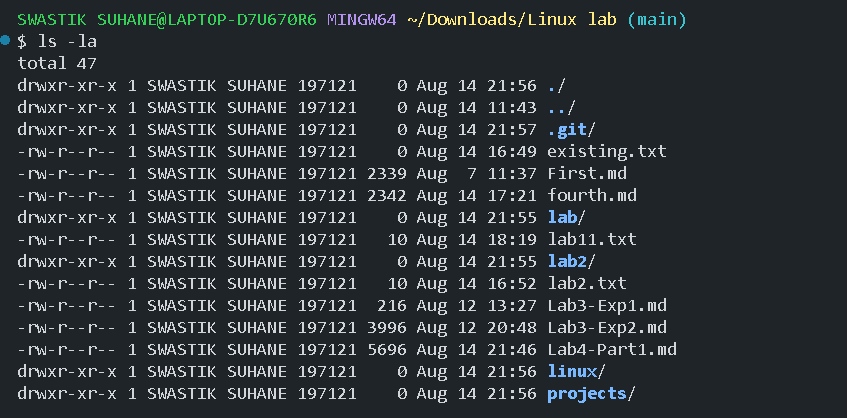 SWASTIK SUHANE@LAPTOP-D7U670R6 MINGW64 ~/Downloads/Linux lab (main)
$ ls -la
total 47
drwxr-xr-x 1 SWASTIK SUHANE 197121    0 Aug 14 21:56 ./
drwxr-xr-x 1 SWASTIK SUHANE 197121    0 Aug 14 11:43 ../
drwxr-xr-x 1 SWASTIK SUHANE 197121    0 Aug 14 21:57 .git/
-rw-r--r-- 1 SWASTIK SUHANE 197121    0 Aug 14 16:49 existing.txt
-rw-r--r-- 1 SWASTIK SUHANE 197121 2339 Aug  7 11:37 First.md
-rw-r--r-- 1 SWASTIK SUHANE 197121 2342 Aug 14 17:21 fourth.md
drwxr-xr-x 1 SWASTIK SUHANE 197121    0 Aug 14 21:55 lab/
-rw-r--r-- 1 SWASTIK SUHANE 197121   10 Aug 14 18:19 lab11.txt
drwxr-xr-x 1 SWASTIK SUHANE 197121    0 Aug 14 21:55 lab2/
-rw-r--r-- 1 SWASTIK SUHANE 197121   10 Aug 14 16:52 lab2.txt
-rw-r--r-- 1 SWASTIK SUHANE 197121  216 Aug 12 13:27 Lab3-Exp1.md
-rw-r--r-- 1 SWASTIK SUHANE 197121 3996 Aug 12 20:48 Lab3-Exp2.md
-rw-r--r-- 1 SWASTIK SUHANE 197121 5696 Aug 14 21:46 Lab4-Part1.md
drwxr-xr-x 1 SWASTIK SUHANE 197121    0 Aug 14 21:56 linux/
drwxr-xr-x 1 SWASTIK SUHANE 197121    0 Aug 14 21:56 projects/